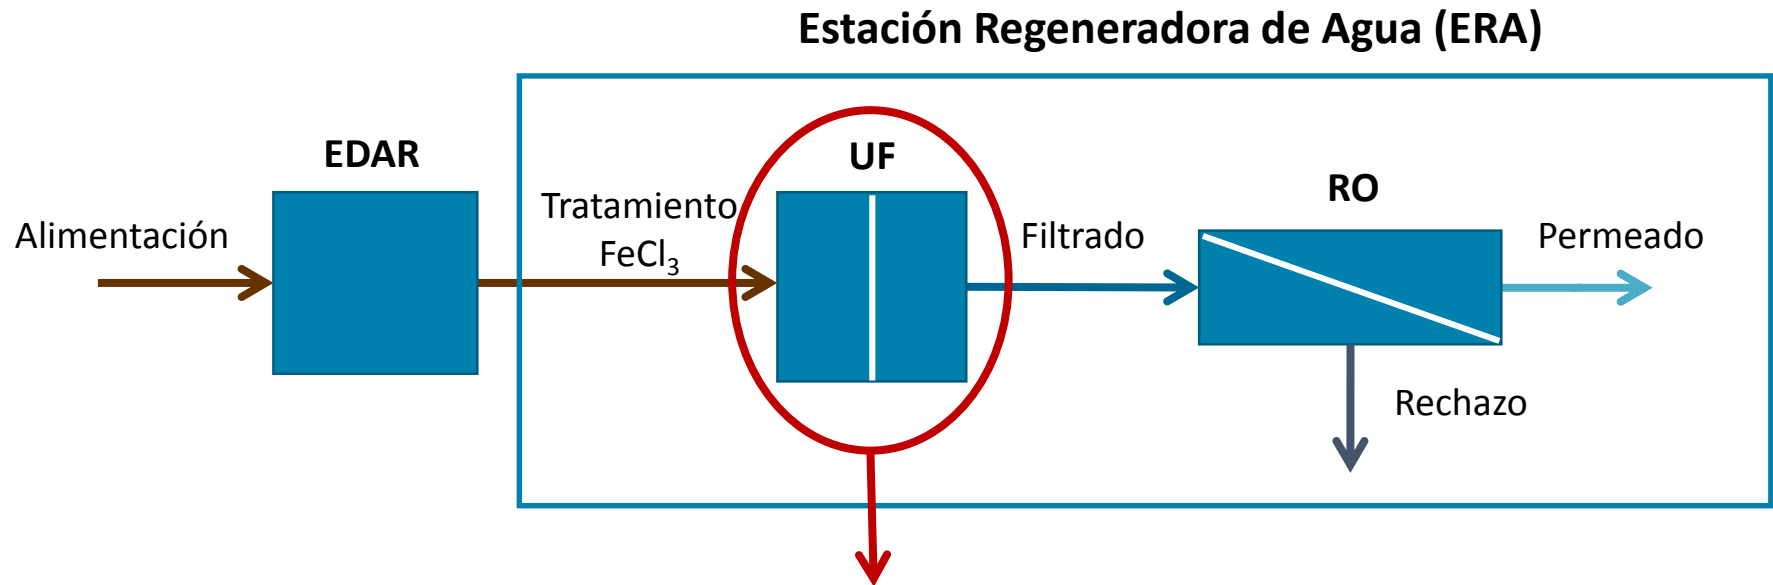 Estación Regeneradora de Agua (ERA)
EDAR
UF
RO
Alimentación
Tratamiento
FeCl₃
Filtrado
Permeado
Rechazo